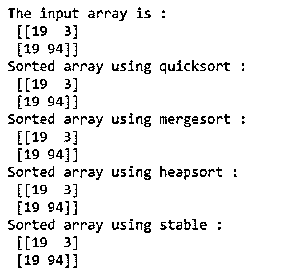 The input array is :
[[19  3]
[19 94]]
Sorted array using quicksort :
[[19  3]
[19 94]]
Sorted array using mergesort :
[[19  3]
[19 94]]
Sorted array using heapsort :
[[19  3]
[19 94]]
Sorted array using stable :
[[19  3]
[19 94]]